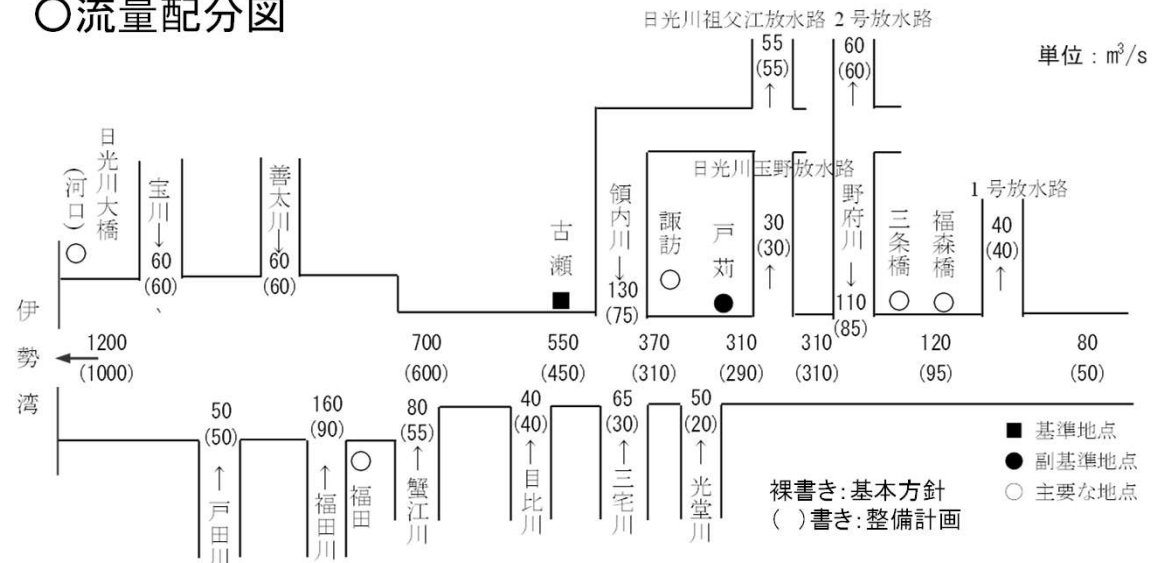 ○流量配分図
日光川祖父江放水路 2号放水路
単位：m³/s
55
(55)
↑
60
(60)
↑
日光川大橋
(河口)
○
宝川→60
(60)
、
善太川→60
(60)
古瀬
■
領内川→130
(75)
諏訪
○
戸苅
●
日光川玉野放水路
30
(30)
↑
野府川→110
(85)
三条橋
○
福森橋
○
1号放水路
40
(40)
↑
伊勢湾
←
1200 700 550 370 310 310 120 80
(1000) (600) (450) (310) (290) (310) (95) (50)
50
(50)
↑戸田川
160
(90)
↑福田川
○
福田
80
(55)
↑蟹江川
40
(40)
↑目比川
65
(30)
↑三宅川
50
(20)
↑光堂川
■ 基準地点
● 副基準地点
○ 主要な地点
裸書き：基本方針
( )書き：整備計画